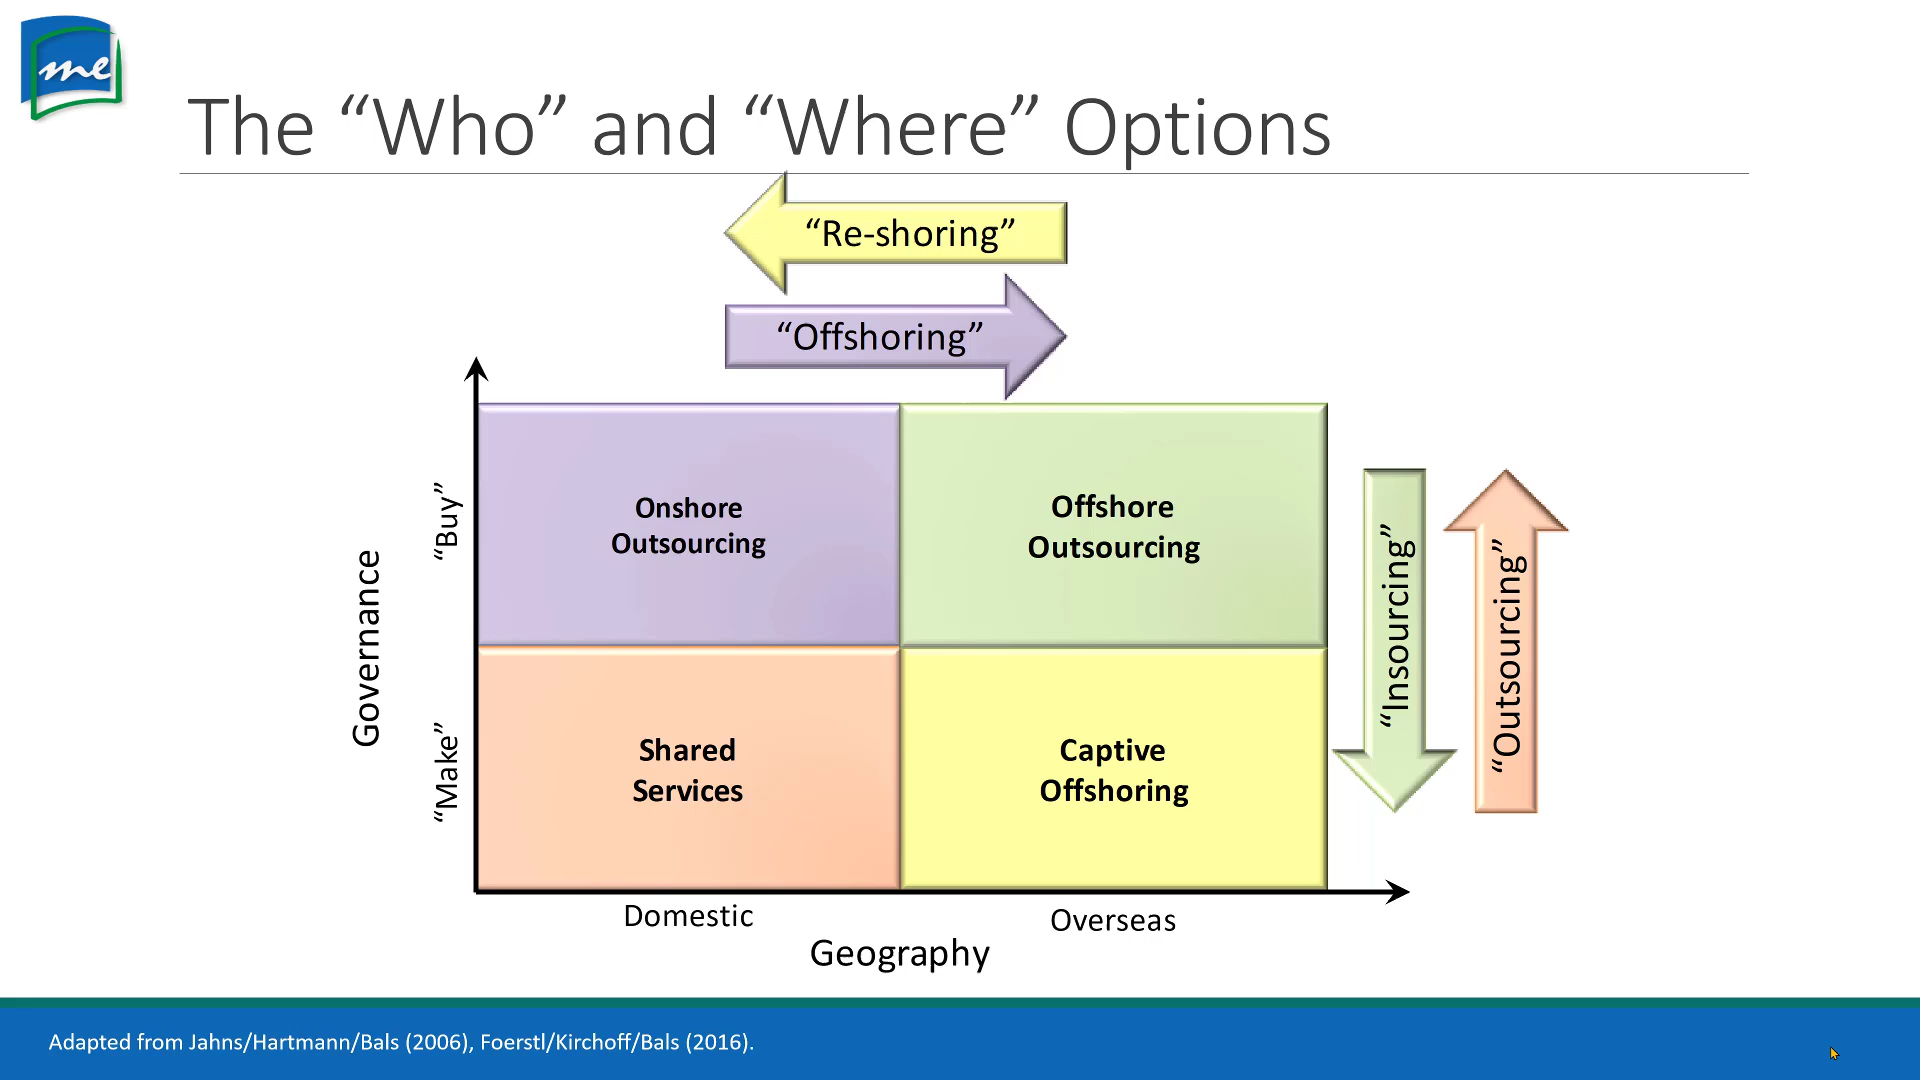 me
The “Who” and “Where” Options
“Re-shoring”
“Offshoring”
Governance
“Buy”
“Make”
Onshore
Outsourcing
Offshore
Outsourcing
Shared
Services
Captive
Offshoring
“Insourcing”
“Outsourcing”
Domestic
Overseas
Geography
Adapted from Jahns/Hartmann/Bals (2006), Foerstl/Kirchoff/Bals (2016).